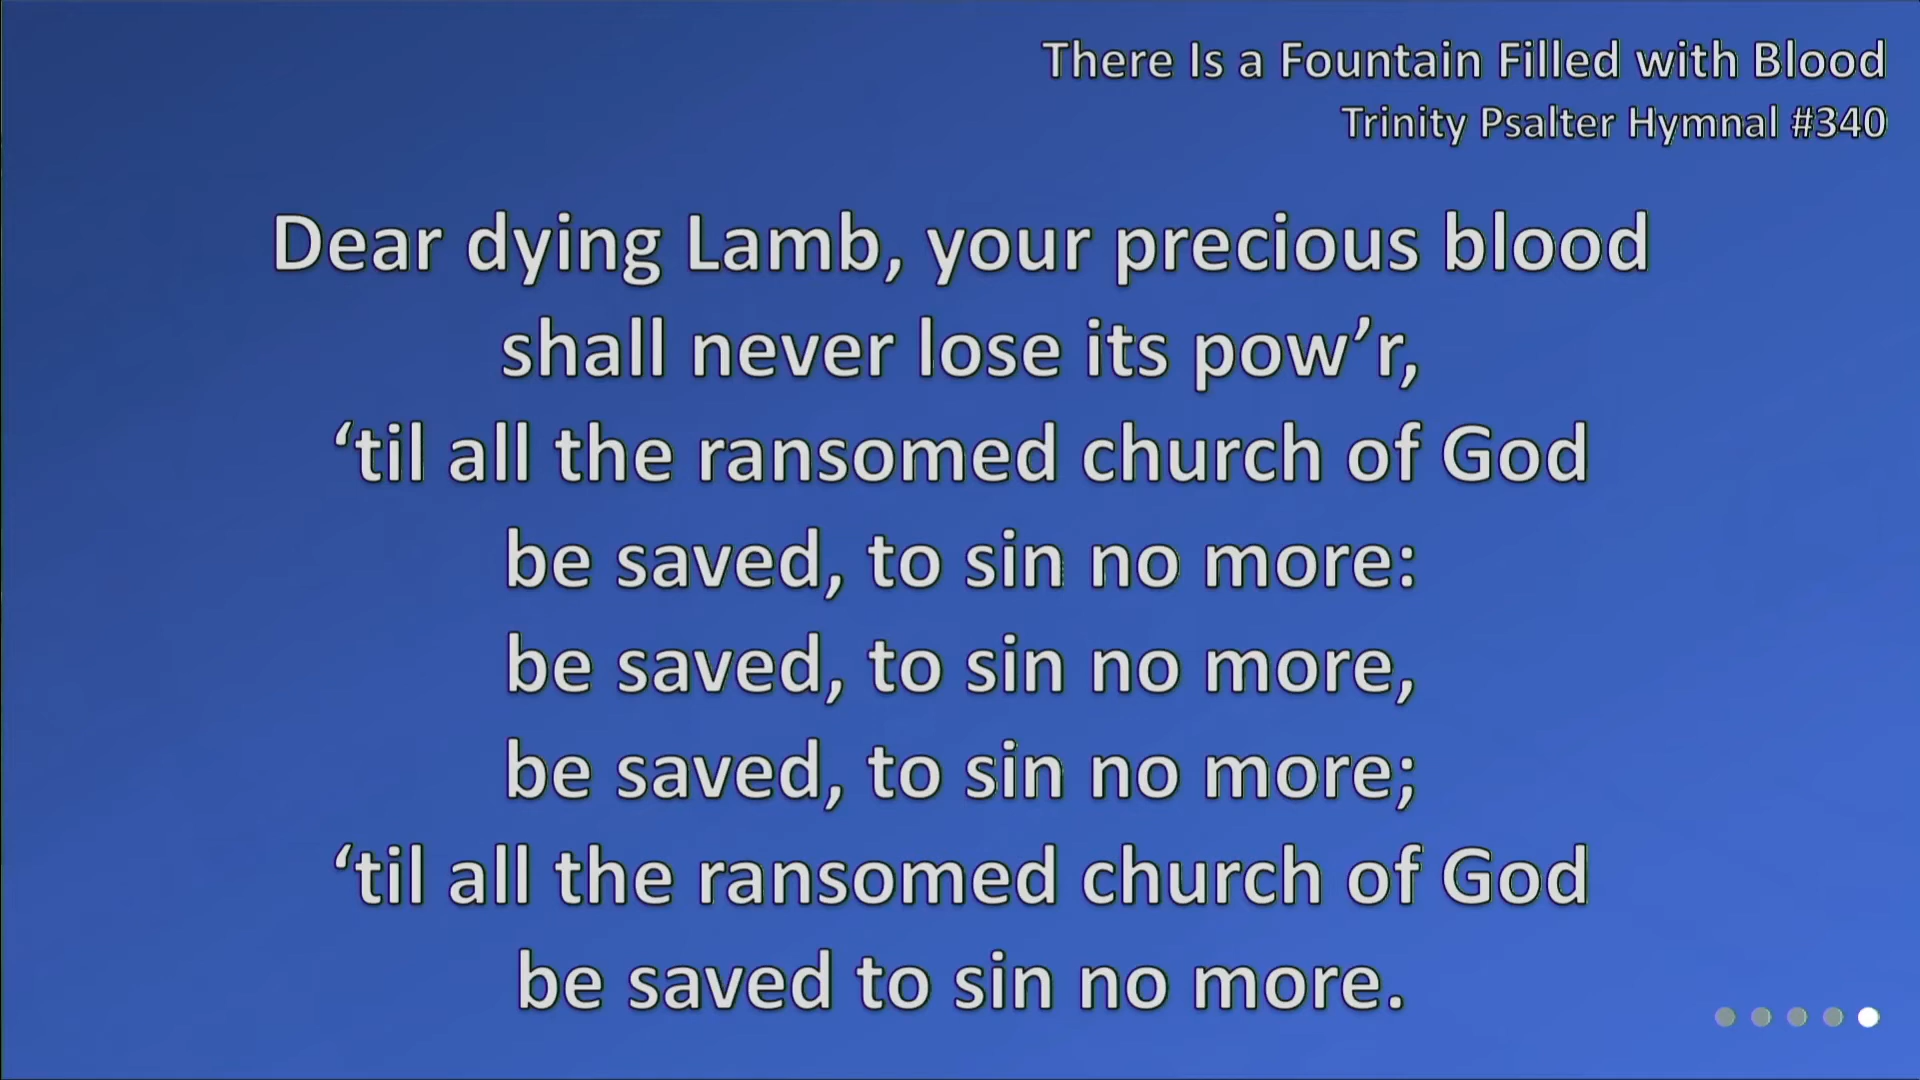 There Is a Fountain Filled with Blood
Trinity Psalter Hymnal #340
Dear dying Lamb, your precious blood
shall never lose its pow’r,
‘til all the ransomed church of God
be saved, to sin no more:
be saved, to sin no more,
be saved, to sin no more;
‘til all the ransomed church of God
be saved to sin no more.